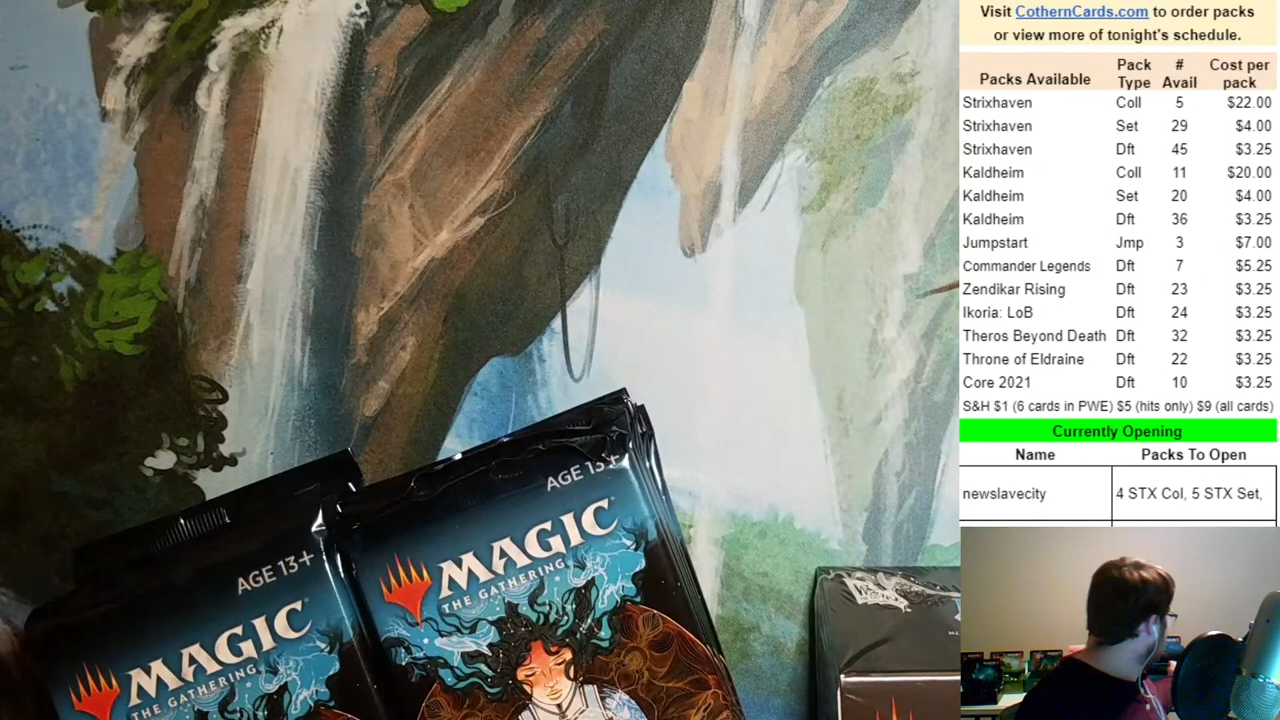 Visit CothernCards.com to order packs
or view more of tonight's schedule.
Packs Available Pack Type # Avail Cost per pack
Strixhaven Coll 5 $22.00
Strixhaven Set 29 $4.00
Strixhaven Dft 45 $3.25
Kaldheim Coll 11 $20.00
Kaldheim Set 20 $4.00
Kaldheim Dft 36 $3.25
Jumpstart Jmp 3 $7.00
Commander Legends Dft 7 $5.25
Zendikar Rising Dft 23 $3.25
Ikoria: LoB Dft 24 $3.25
Theros Beyond Death Dft 32 $3.25
Throne of Eldraine Dft 22 $3.25
Core 2021 Dft 10 $3.25
S&H $1 (6 cards in PWE) $5 (hits only) $9 (all cards)
Currently Opening
Name Packs To Open
newslavecity 4 STX Col, 5 STX Set,
AGE 13+
MAGIC
THE GATHERING
AGE 13+
MAGIC
THE GATHERING